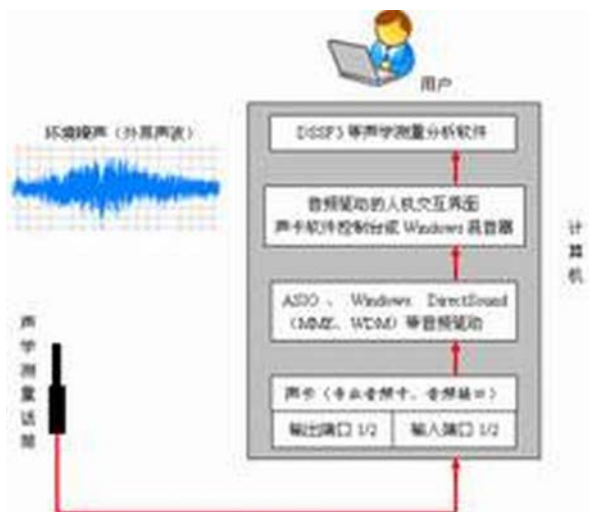 用户
环境噪声（外界声波）
DSSF3 等声学测量分析软件
音频驱动的人机交互界面
声卡软件控制台或 Windows 混音器
计算机
ASIO 、 Windows DirectSound
（MME、WDM）等音频驱动
声学测量话筒
声卡（专业音频卡、音频接口）
输出端口 1/2
输入端口 1/2